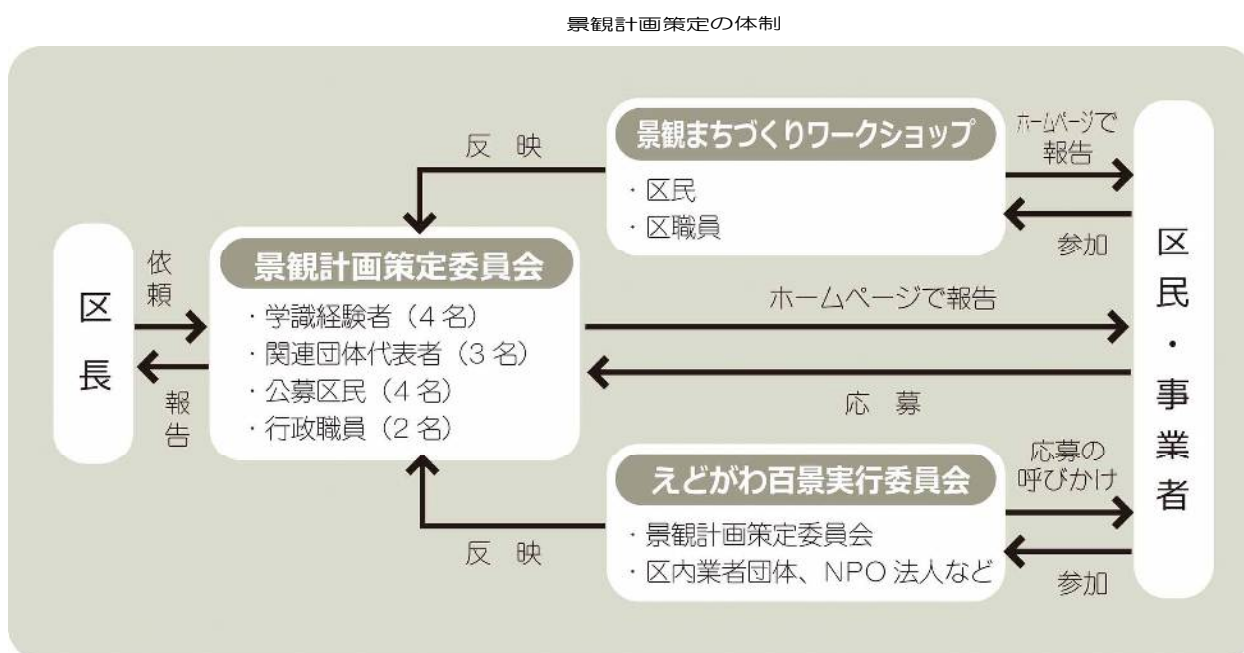 景観計画策定の体制
区長
依頼
報告
反 映
景観計画策定委員会
・学識経験者（4 名）
・関連団体代表者（3 名）
・公募区民（4 名）
・行政職員（2 名）
反 映
景観まちづくりワークショップ
・区民
・区職員
ホームページで
報告
参加
ホームページで報告
応 募
えどがわ百景実行委員会
・景観計画策定委員会
・区内業者団体、NPO 法人など
応募の
呼びかけ
参加
区民・事業者